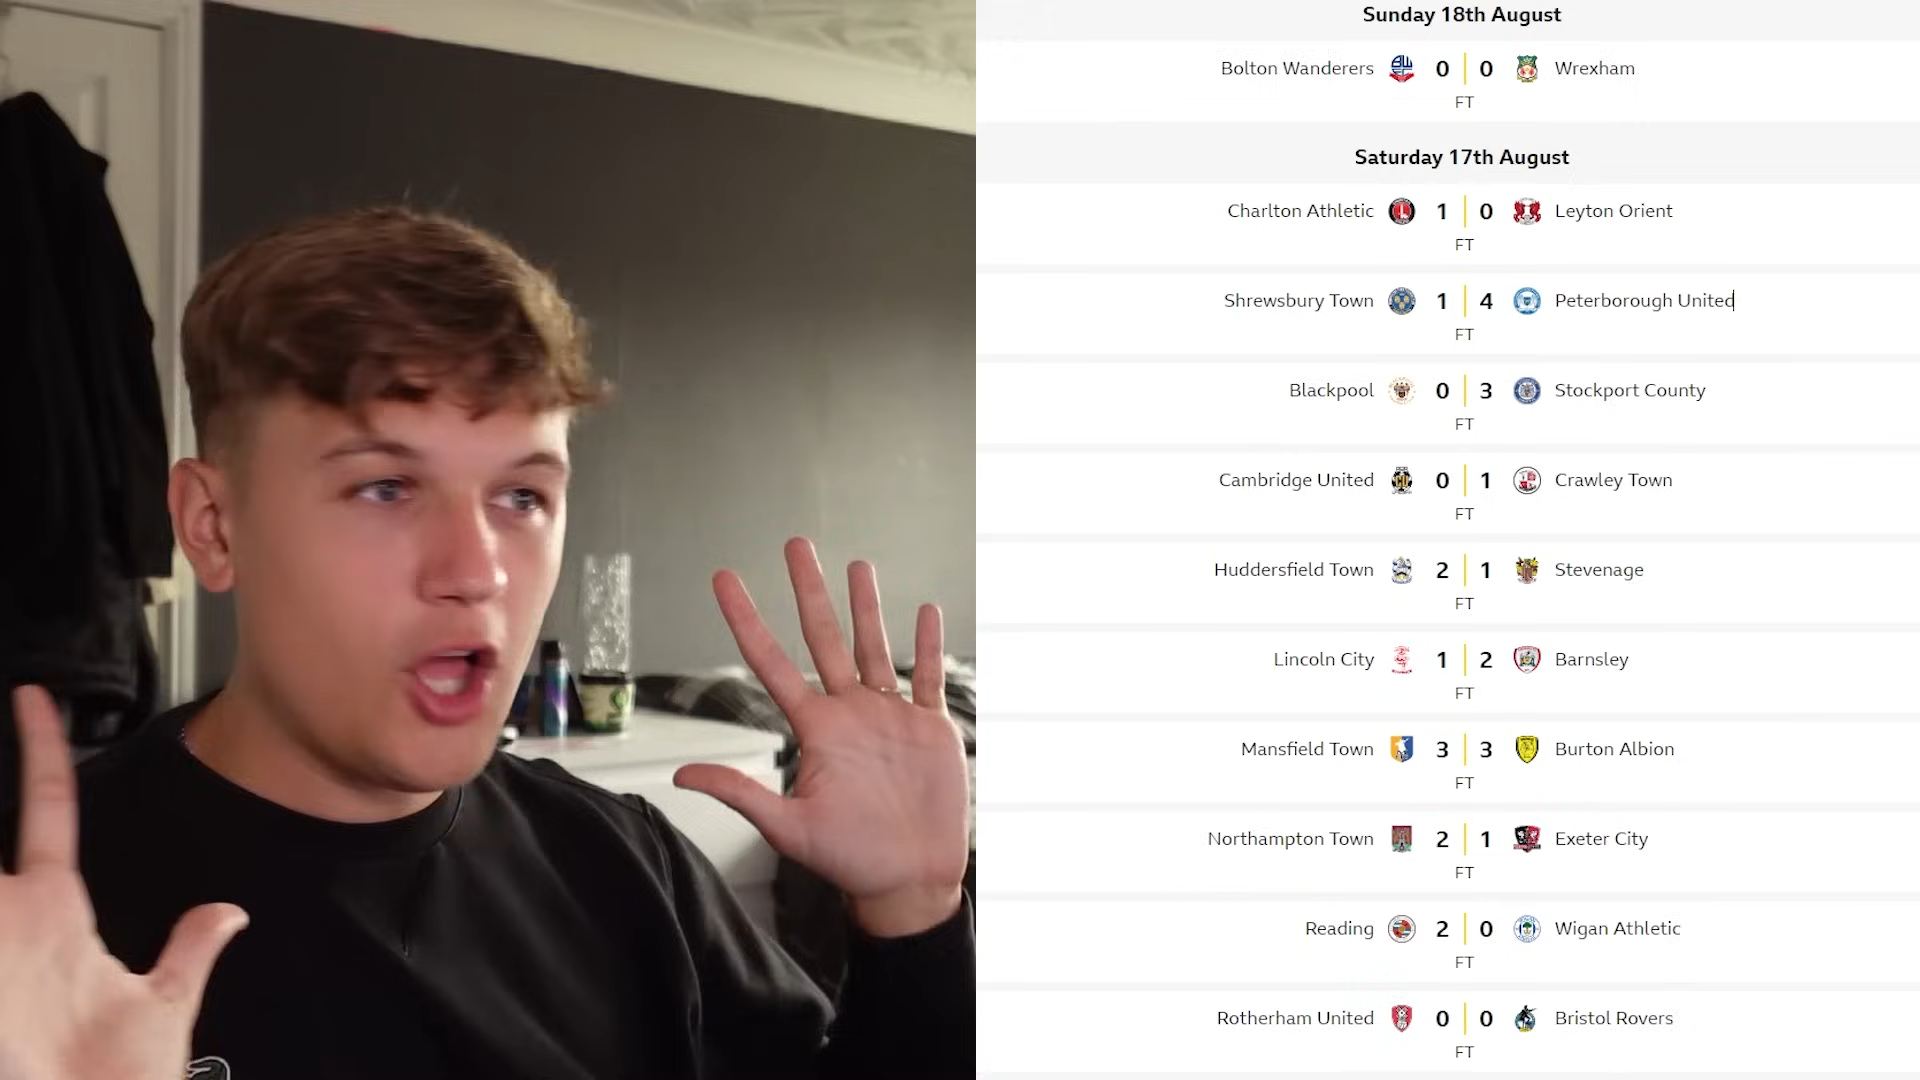 Sunday 18th August
Bolton Wanderers 0 0 Wrexham
FT
Saturday 17th August
Charlton Athletic 1 0 Leyton Orient
FT
Shrewsbury Town 1 4 Peterborough United
FT
Blackpool 0 3 Stockport County
FT
Cambridge United 0 1 Crawley Town
FT
Huddersfield Town 2 1 Stevenage
FT
Lincoln City 1 2 Barnsley
FT
Mansfield Town 3 3 Burton Albion
FT
Northampton Town 2 1 Exeter City
FT
Reading 2 0 Wigan Athletic
FT
Rotherham United 0 0 Bristol Rovers
FT